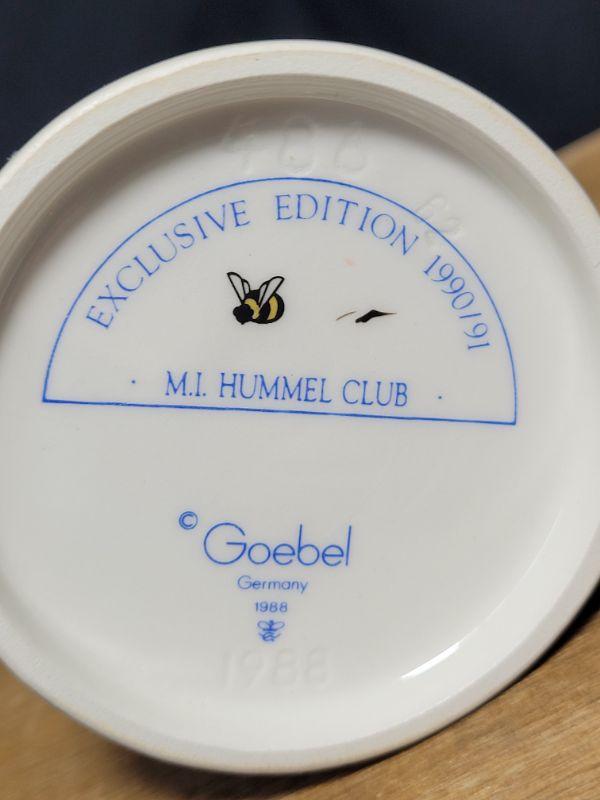 EXCLUSIVE EDITION 1990/91
· M.I. HUMMEL CLUB ·
© Goebel
Germany
1988
1988